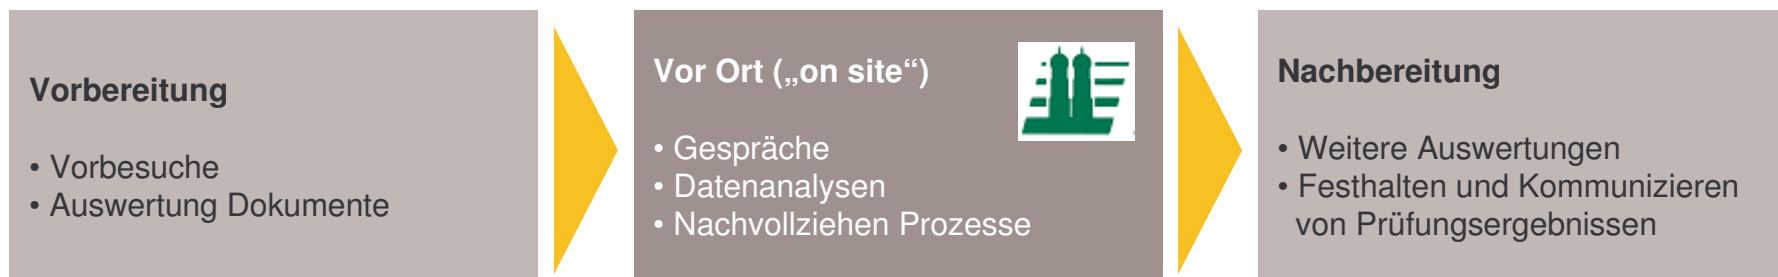 Vorbereitung
• Vorbesuche
• Auswertung Dokumente
Vor Ort („on site“)
• Gespräche
• Datenanalysen
• Nachvollziehen Prozesse
Nachbereitung
• Weitere Auswertungen
• Festhalten und Kommunizieren
von Prüfungsergebnissen